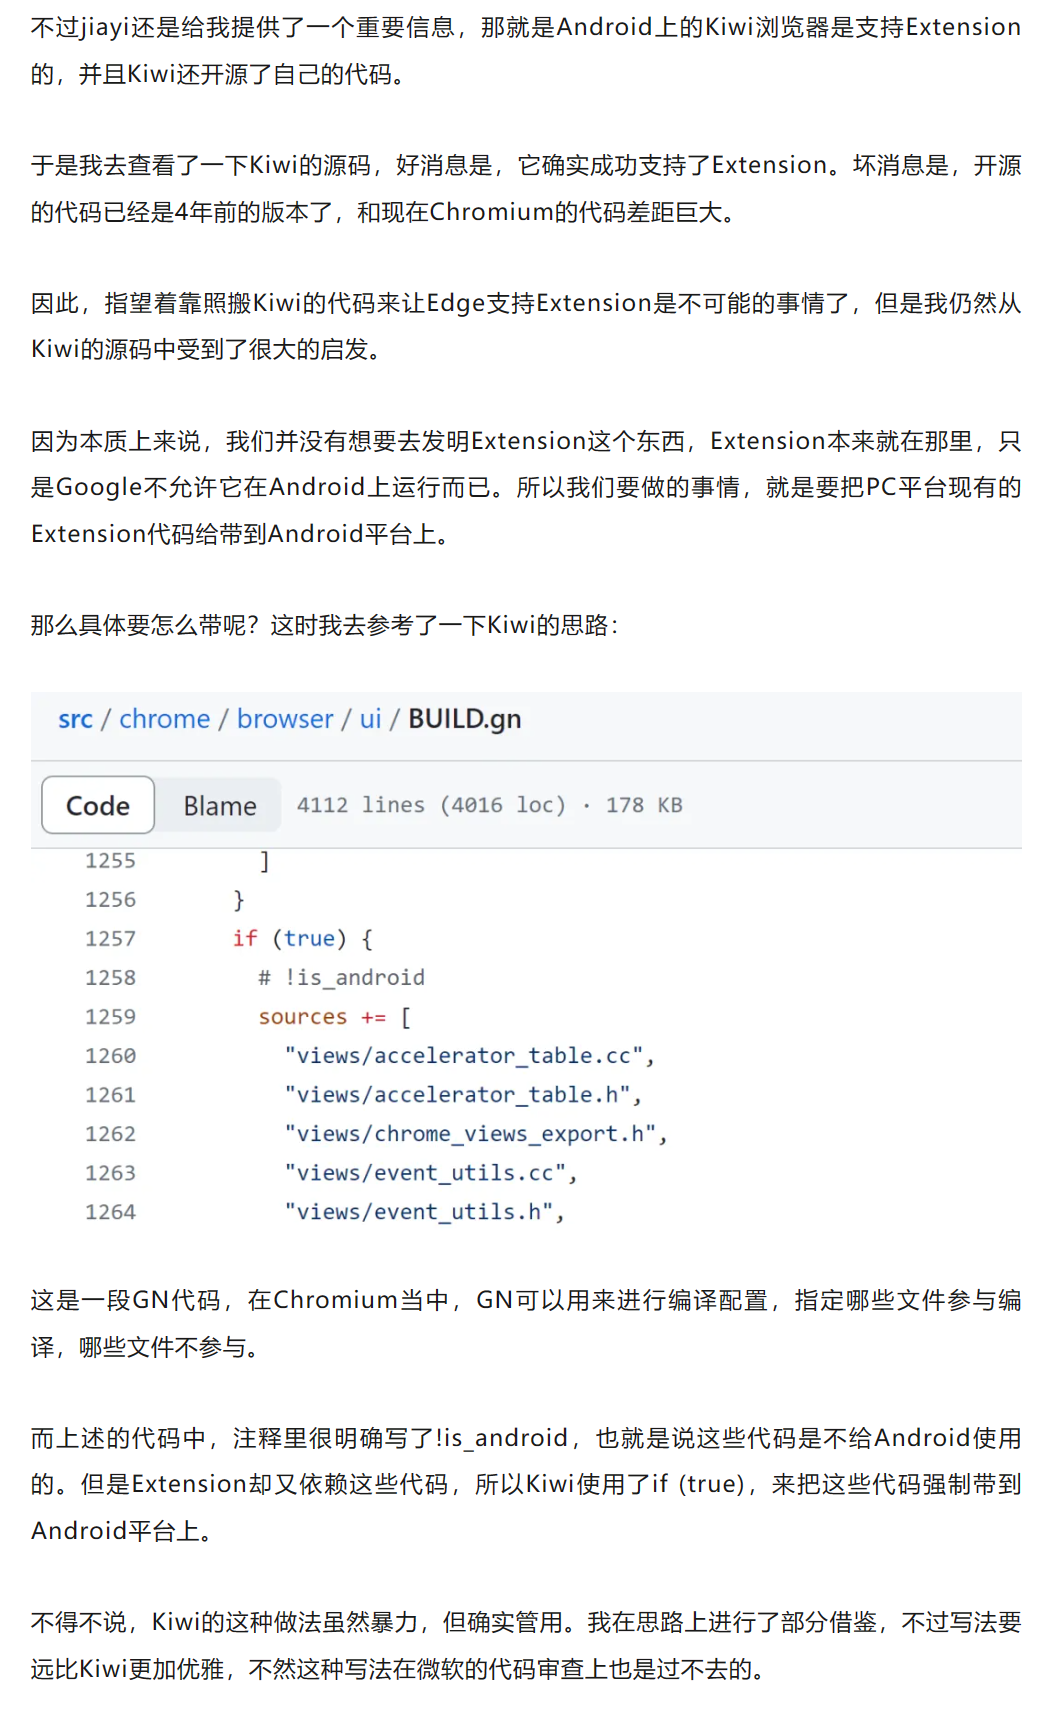 不过jiayi还是给我提供了一个重要信息，那就是Android上的Kiwi浏览器是支持Extension
的，并且Kiwi还开源了自己的代码。
于是我去查看了一下Kiwi的源码，好消息是，它确实成功支持了Extension。坏消息是，开源
的代码已经是4年前的版本了，和现在Chromium的代码差距巨大。
因此，指望着靠照搬Kiwi的代码来让Edge支持Extension是不可能的事情了，但是我仍然从
Kiwi的源码中受到了很大的启发。
因为本质上来说，我们并没有想要去发明Extension这个东西，Extension本来就在那里，只
是Google不允许它在Android上运行而已。所以我们要做的事情，就是要把PC平台现有的
Extension代码给带到Android平台上。
那么具体要怎么带呢？这时我去参考了一下Kiwi的思路：
src / chrome / browser / ui / BUILD.gn
Code Blame 4112 lines (4016 loc) · 178 KB
1255 ]
1256 }
1257 if (true) {
1258 # !is_android
1259 sources += [
1260 "views/accelerator_table.cc",
1261 "views/accelerator_table.h",
1262 "views/chrome_views_export.h",
1263 "views/event_utils.cc",
1264 "views/event_utils.h",
这是一段GN代码，在Chromium当中，GN可以用来进行编译配置，指定哪些文件参与编
译，哪些文件不参与。
而上述的代码中，注释里很明确写了!is_android，也就是说这些代码是不给Android使用
的。但是Extension却又依赖这些代码，所以Kiwi使用了if (true)，来把这些代码强制带到
Android平台上。
不得不说，Kiwi的这种做法虽然暴力，但确实管用。我在思路上进行了部分借鉴，不过写法要
远比Kiwi更加优雅，不然这种写法在微软的代码审查上也是过不去的。